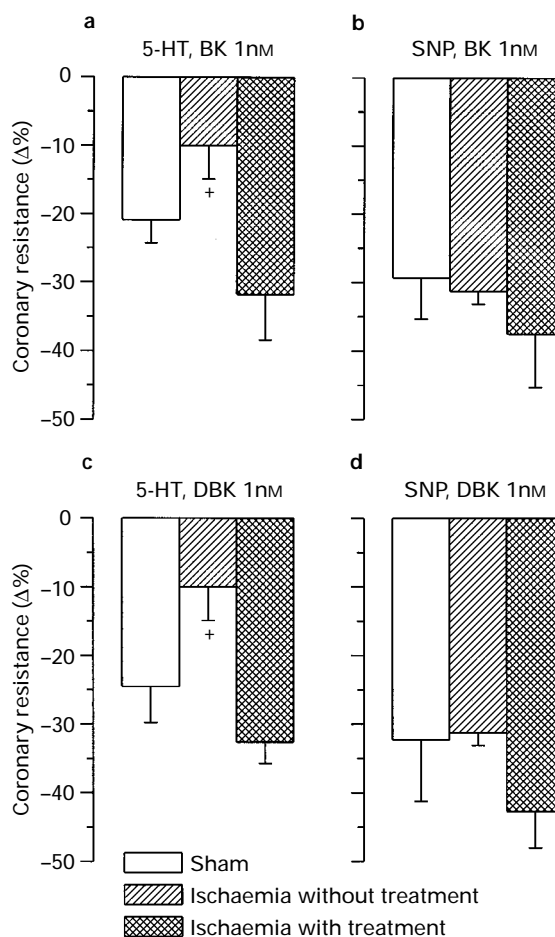 a
5-HT, BK 1nM
b
SNP, BK 1nM
Coronary resistance (Δ%)
0
−10
−20
−30
−40
−50
+
c
5-HT, DBK 1nM
d
SNP, DBK 1nM
Coronary resistance (Δ%)
0
−10
−20
−30
−40
−50
+
Sham
Ischaemia without treatment
Ischaemia with treatment